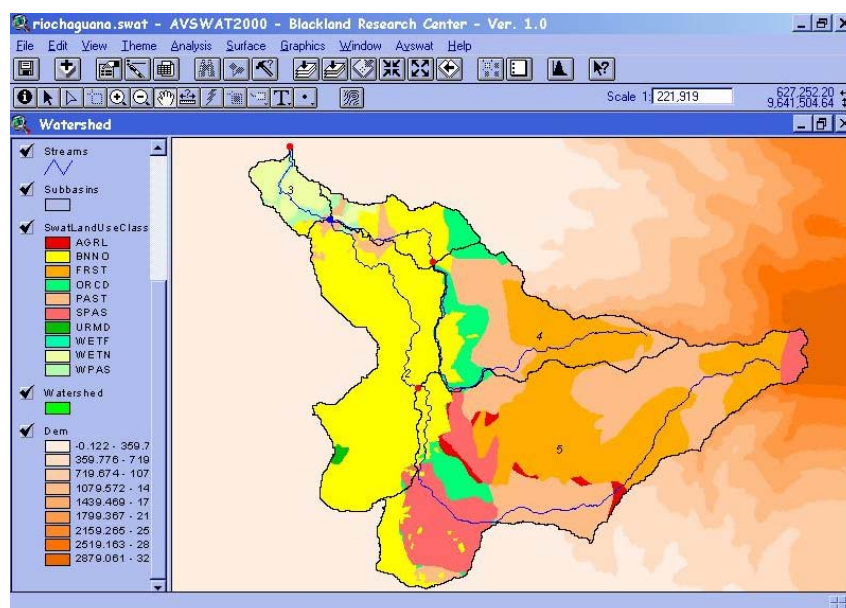 riochaguana.swat - AVSWAT2000 - Blackland Research Center - Ver. 1.0
File Edit View Theme Analysis Surface Graphics Window Avswat Help
Scale 1: 221,919
627,252.20
9,641,504.64
Watershed
Streams
Subbasins
SwatLandUseClass
AGRL
BNNO
FRST
ORCD
PAST
SPAS
URMD
WETF
WETN
WPAS
Watershed
Dem
-0.122 - 359.7
359.776 - 719
719.674 - 107
1079.572 - 14
1439.469 - 17
1799.367 - 21
2159.265 - 25
2519.163 - 28
2879.061 - 32
3
1
4
2
5